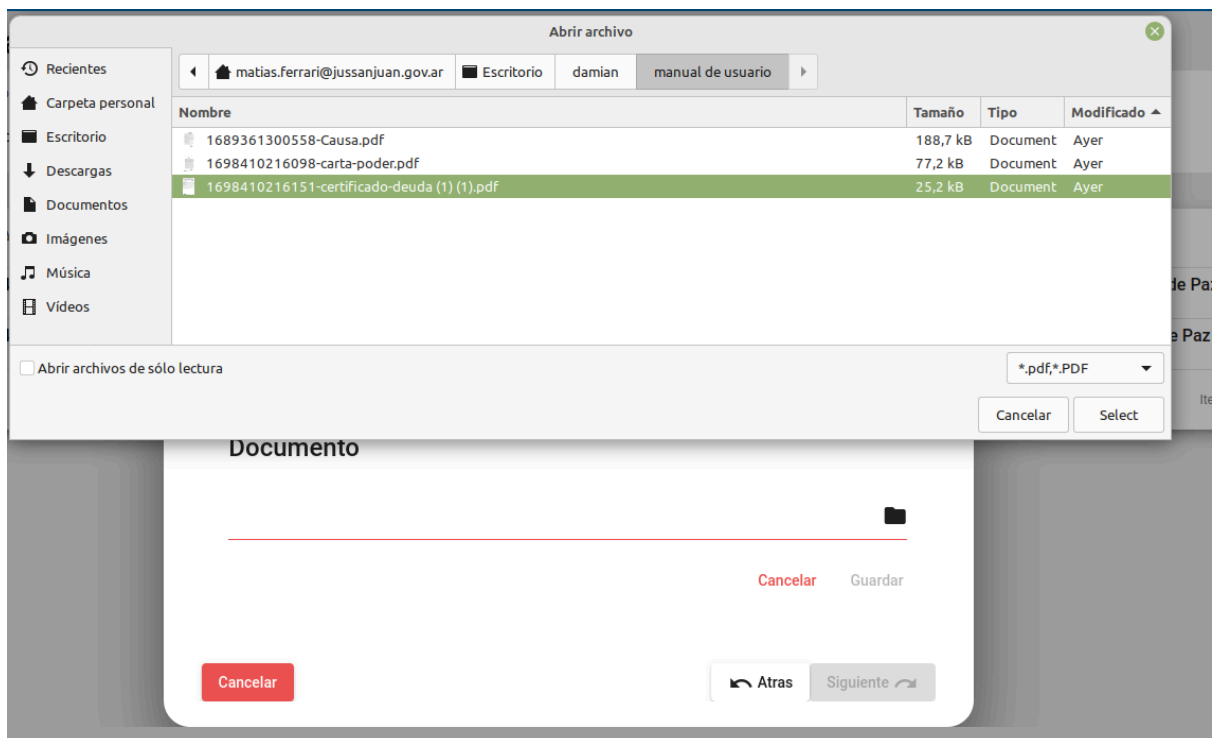 Abrir archivo
Recientes
Carpeta personal
Escritorio
Descargas
Documentos
Imágenes
Música
Vídeos
matias.ferrari@jussanjuan.gov.ar Escritorio damian manual de usuario
Nombre Tamaño Tipo Modificado
1689361300558-Causa.pdf 188,7 kB Document Ayer
1698410216098-carta-poder.pdf 77,2 kB Document Ayer
1698410216151-certificado-deuda (1) (1).pdf 25,2 kB Document Ayer
Abrir archivos de sólo lectura
*.pdf,*.PDF
Cancelar Select
de Paz
e Paz
Ite
Documento
Cancelar Guardar
Cancelar Atras Siguiente